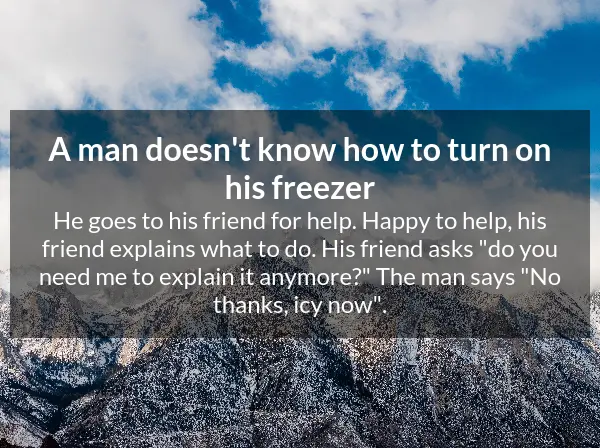 A man doesn't know how to turn on
his freezer
He goes to his friend for help. Happy to help, his
friend explains what to do. His friend asks "do you
need me to explain it anymore?" The man says "No
thanks, icy now".